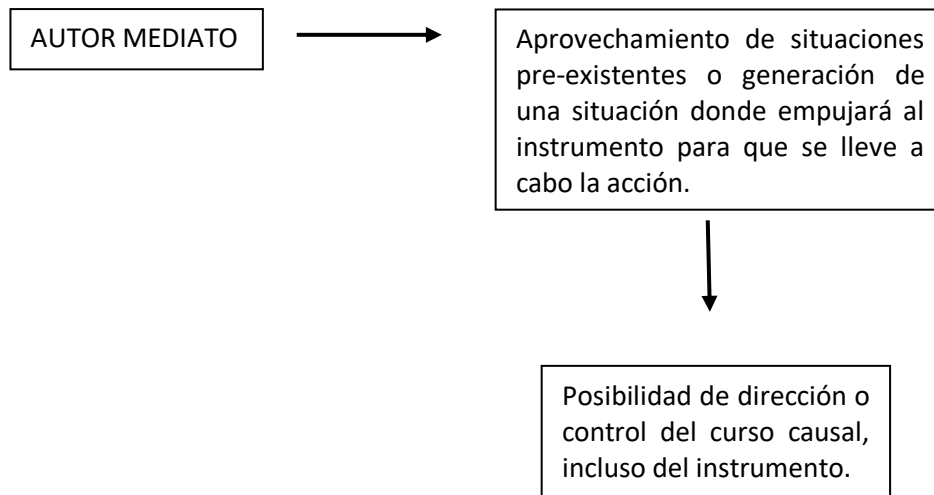 AUTOR MEDIATO
Aprovechamiento de situaciones
pre-existentes o generación de
una situación donde empujará al
instrumento para que se lleve a
cabo la acción.
Posibilidad de dirección o
control del curso causal,
incluso del instrumento.